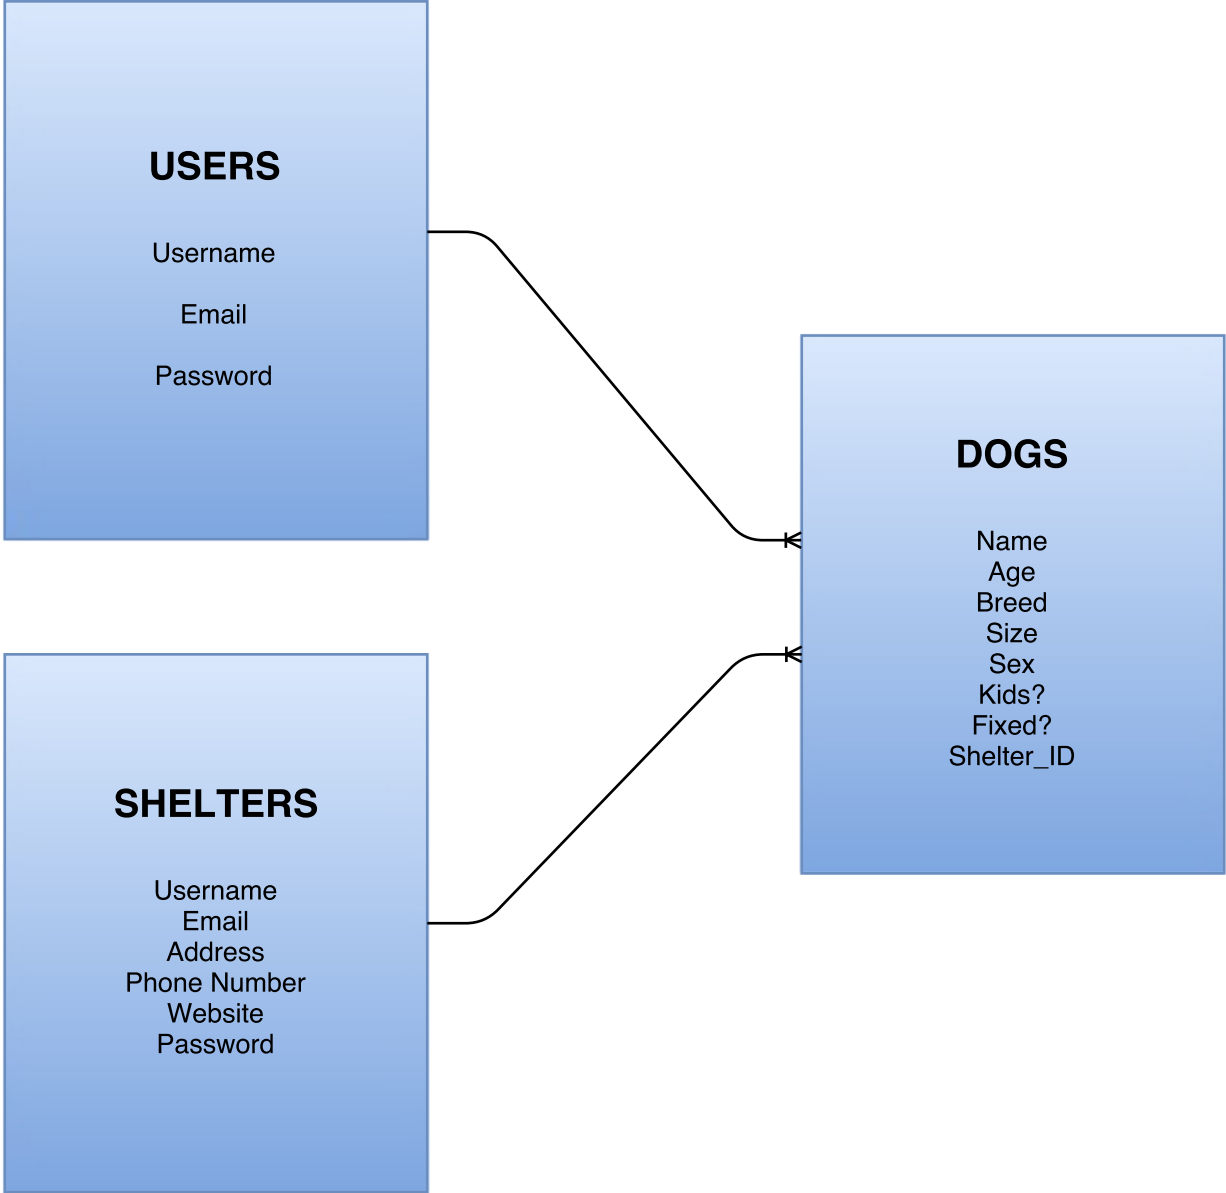 USERS
Username
Email
Password
DOGS
Name
Age
Breed
Size
Sex
Kids?
Fixed?
Shelter_ID
SHELTERS
Username
Email
Address
Phone Number
Website
Password